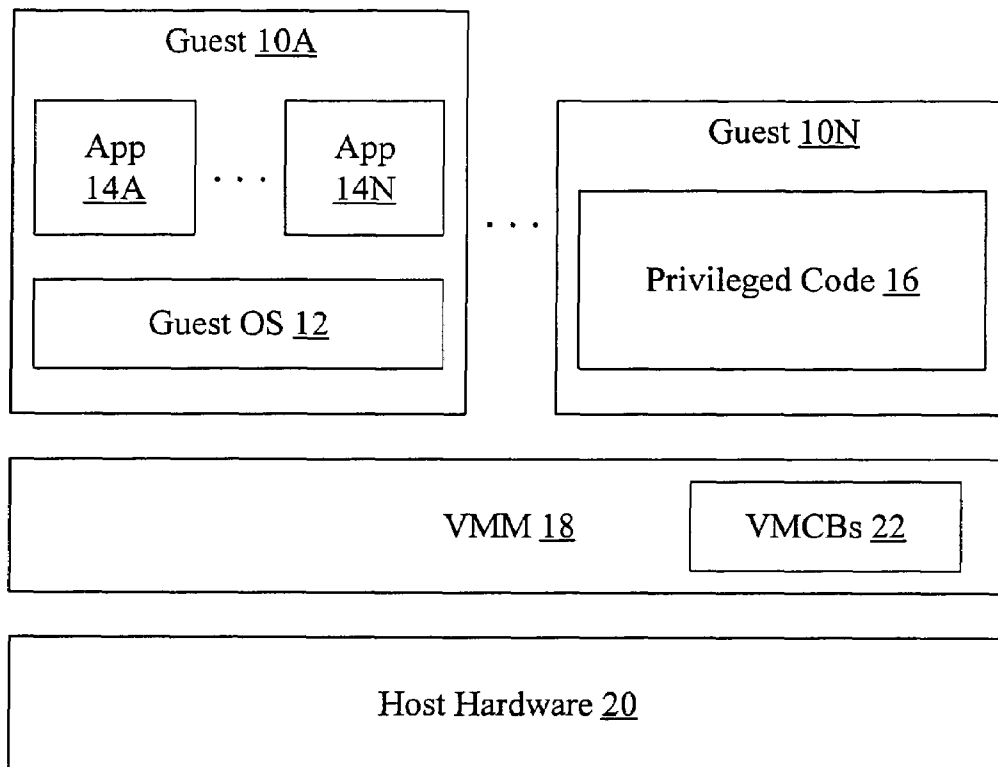 Guest 10A
App
14A
. . .
App
14N
Guest OS 12
. . .
Guest 10N
Privileged Code 16
VMM 18
VMCBs 22
Host Hardware 20